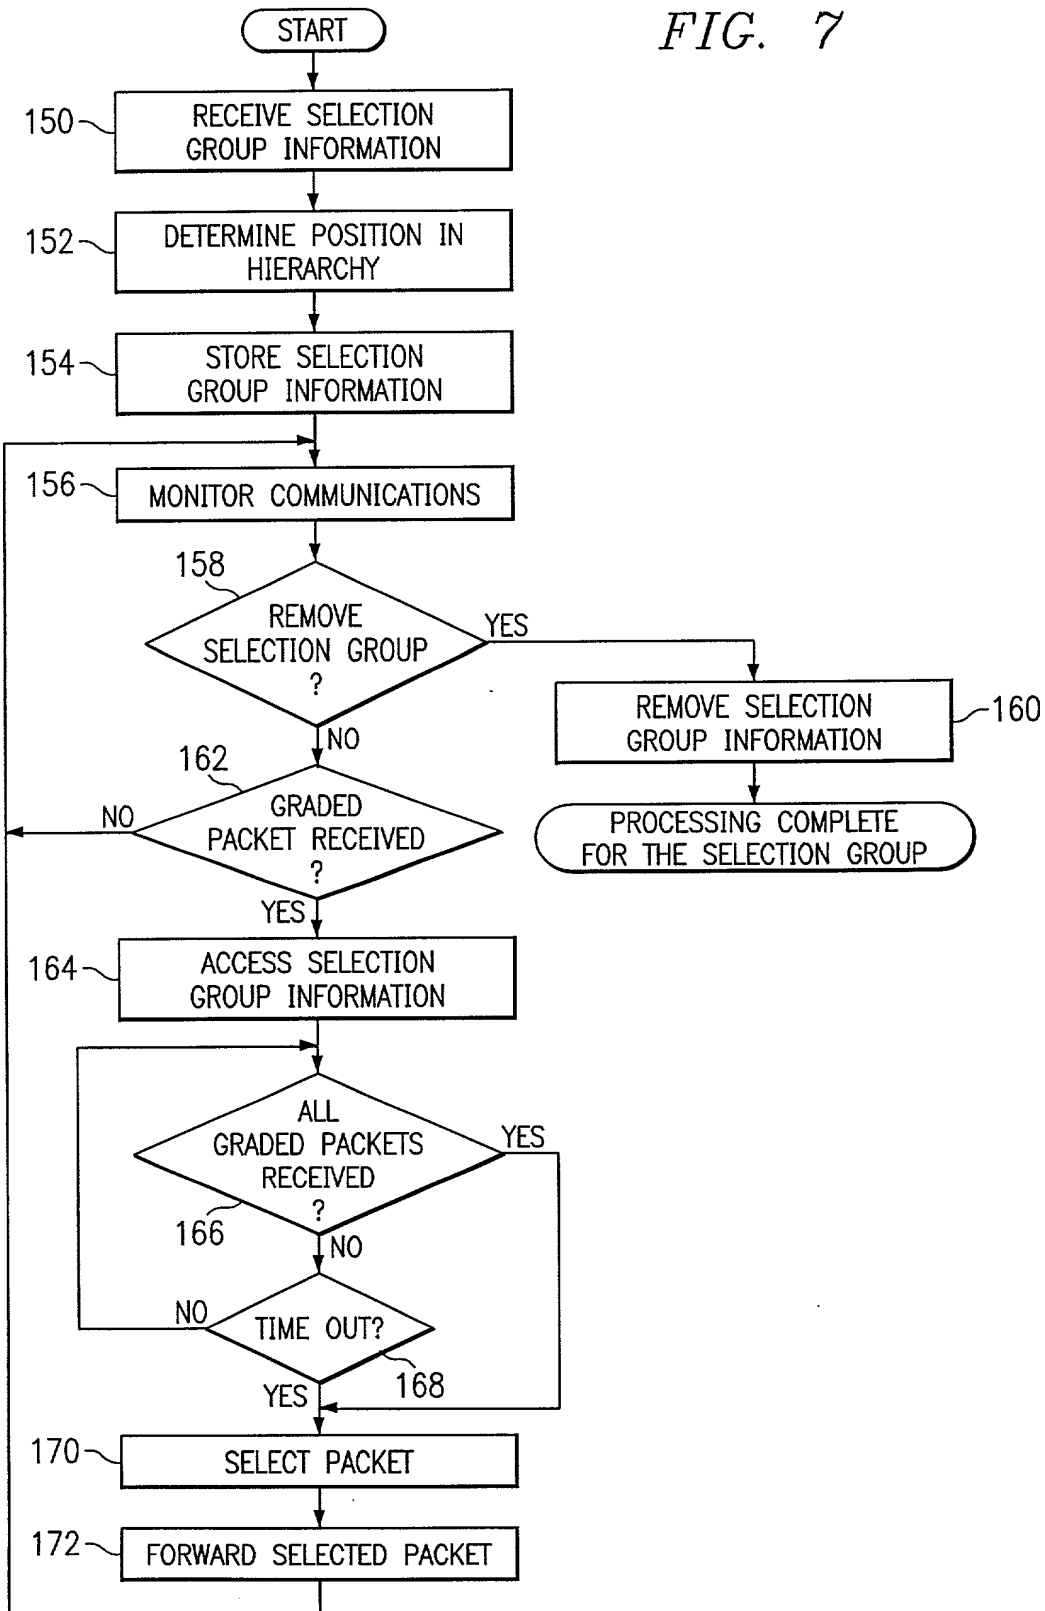 FIG. 7
START
150
RECEIVE SELECTION
GROUP INFORMATION
152
DETERMINE POSITION IN
HIERARCHY
154
STORE SELECTION
GROUP INFORMATION
156
MONITOR COMMUNICATIONS
158
REMOVE
SELECTION GROUP
?
YES
NO
REMOVE SELECTION
GROUP INFORMATION
160
PROCESSING COMPLETE
FOR THE SELECTION GROUP
162
GRADED
PACKET RECEIVED
?
NO
YES
164
ACCESS SELECTION
GROUP INFORMATION
ALL
GRADED PACKETS
RECEIVED
?
YES
166
NO
TIME OUT?
NO
168
YES
170
SELECT PACKET
172
FORWARD SELECTED PACKET